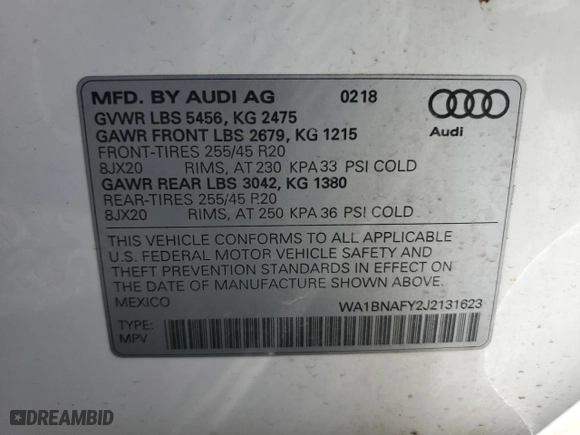 MFD. BY AUDI AG 0218
GVWR LBS 5456, KG 2475
GAWR FRONT LBS 2679, KG 1215
FRONT-TIRES 255/45 R20
8JX20 RIMS, AT 230 KPA 33 PSI COLD
GAWR REAR LBS 3042, KG 1380
REAR-TIRES 255/45 R20
8JX20 RIMS, AT 250 KPA 36 PSI COLD
Audi
THIS VEHICLE CONFORMS TO ALL APPLICABLE
U.S. FEDERAL MOTOR VEHICLE SAFETY AND
THEFT PREVENTION STANDARDS IN EFFECT ON
THE DATE OF MANUFACTURE SHOWN ABOVE.
MEXICO WA1BNAFY2J2131623
TYPE:
MPV
DREAMBID